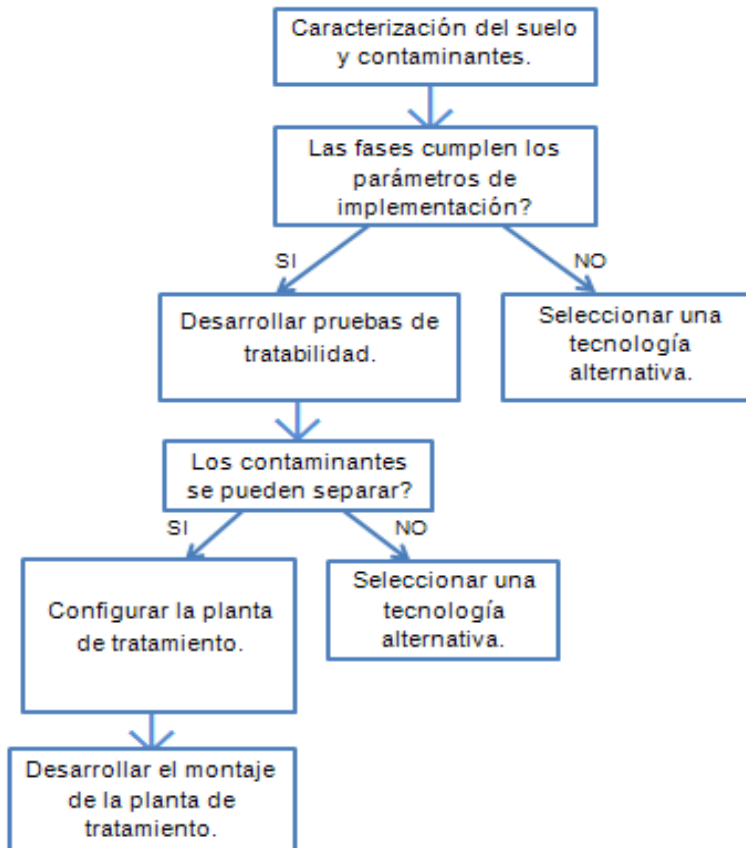 Caracterización del suelo
y contaminantes.
Las fases cumplen los
parámetros de
implementación?
SI
NO
Desarrollar pruebas de
tratabilidad.
Seleccionar una
tecnología
alternativa.
Los contaminantes
se pueden separar?
SI
NO
Configurar la planta
de tratamiento.
Seleccionar una
tecnología
alternativa.
Desarrollar el montaje
de la planta de
tratamiento.